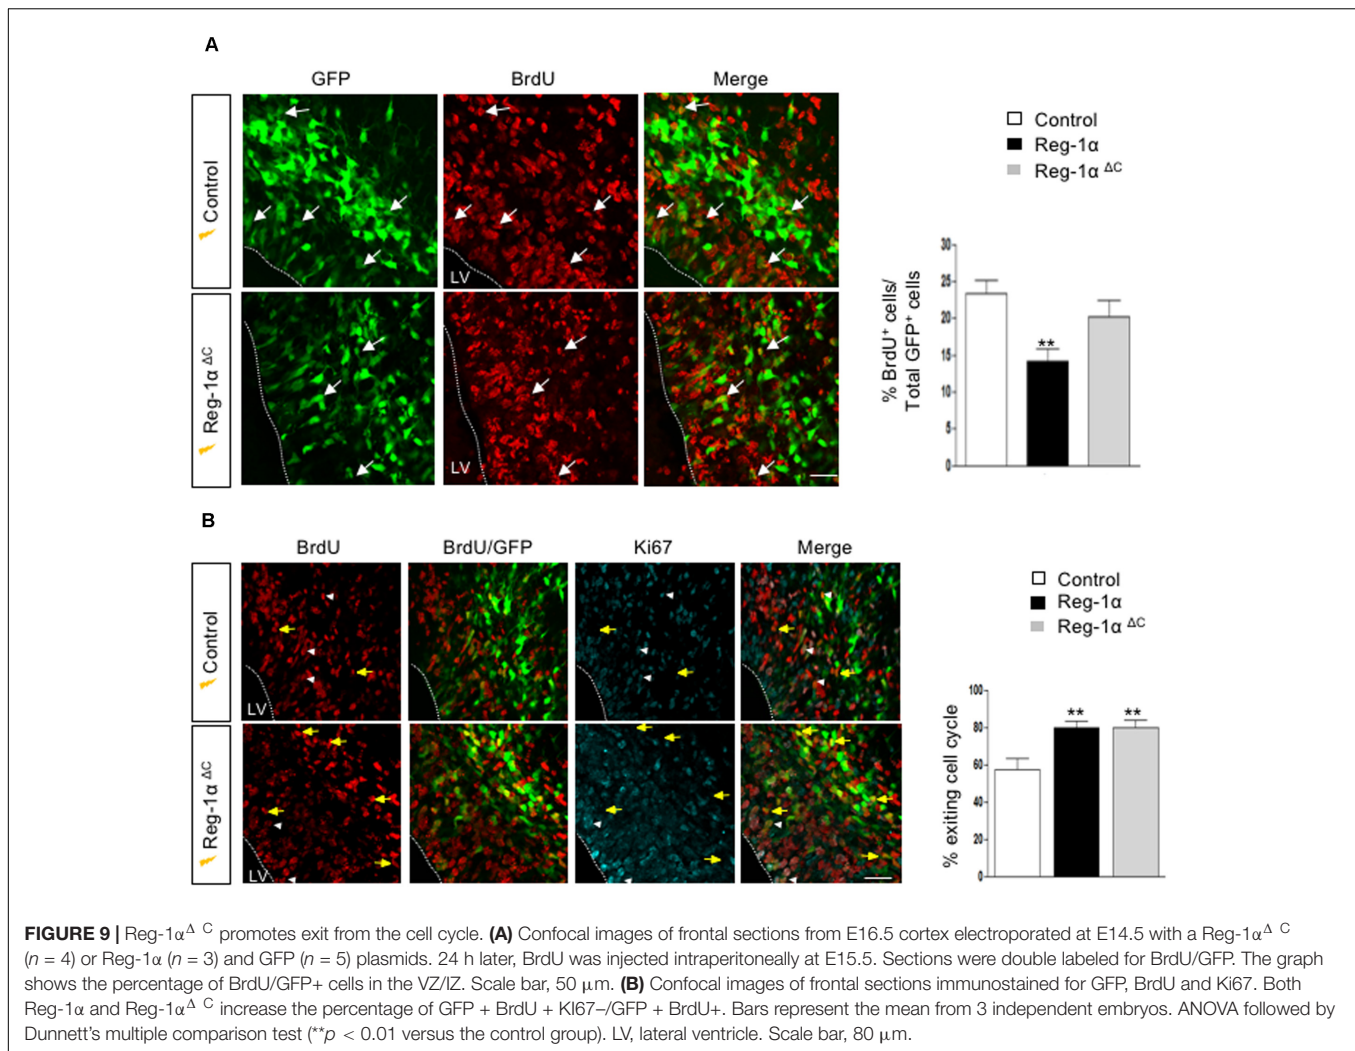 A
GFP BrdU Merge
Control
LV
Reg-1α ΔC
LV
Control
Reg-1α
Reg-1α ΔC
% BrdU+ cells/
Total GFP+ cells
30
25
20
15
10
5
0
**
B
BrdU BrdU/GFP Ki67 Merge
Control
LV
Reg-1α ΔC
LV
Control
Reg-1α
Reg-1α ΔC
% exiting cell cycle
100
80
60
40
20
0
** **
FIGURE 9 | Reg-1αΔ C promotes exit from the cell cycle. (A) Confocal images of frontal sections from E16.5 cortex electroporated at E14.5 with a Reg-1αΔ C
(n = 4) or Reg-1α (n = 3) and GFP (n = 5) plasmids. 24 h later, BrdU was injected intraperitoneally at E15.5. Sections were double labeled for BrdU/GFP. The graph
shows the percentage of BrdU/GFP+ cells in the VZ/IZ. Scale bar, 50 μm. (B) Confocal images of frontal sections immunostained for GFP, BrdU and Ki67. Both
Reg-1α and Reg-1αΔ C increase the percentage of GFP + BrdU + KI67–/GFP + BrdU+. Bars represent the mean from 3 independent embryos. ANOVA followed by
Dunnett's multiple comparison test (**p < 0.01 versus the control group). LV, lateral ventricle. Scale bar, 80 μm.